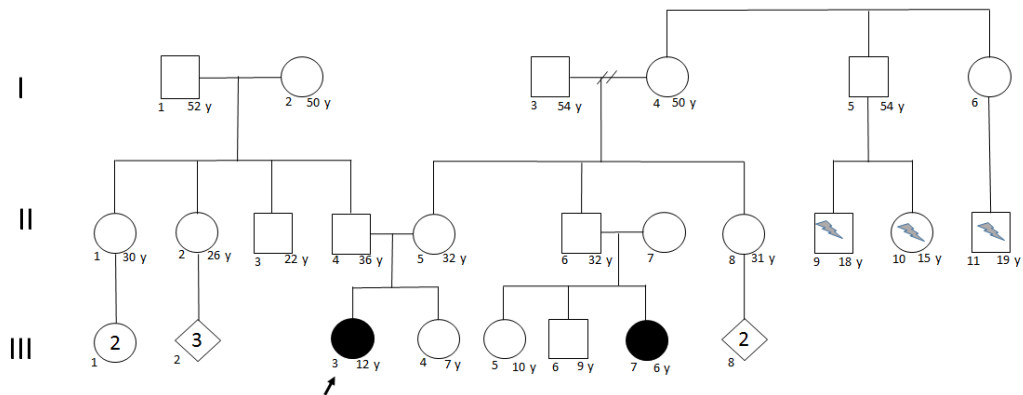 I
1 52 y
2 50 y
3 54 y
4 50 y
5 54 y
6
II
1 30 y
2 26 y
3 22 y
4 36 y
5 32 y
6 32 y
7
8 31 y
9 18 y
10 15 y
11 19 y
III
2
1
3
2
3 12 y
4 7 y
5 10 y
6 9 y
7 6 y
2
8